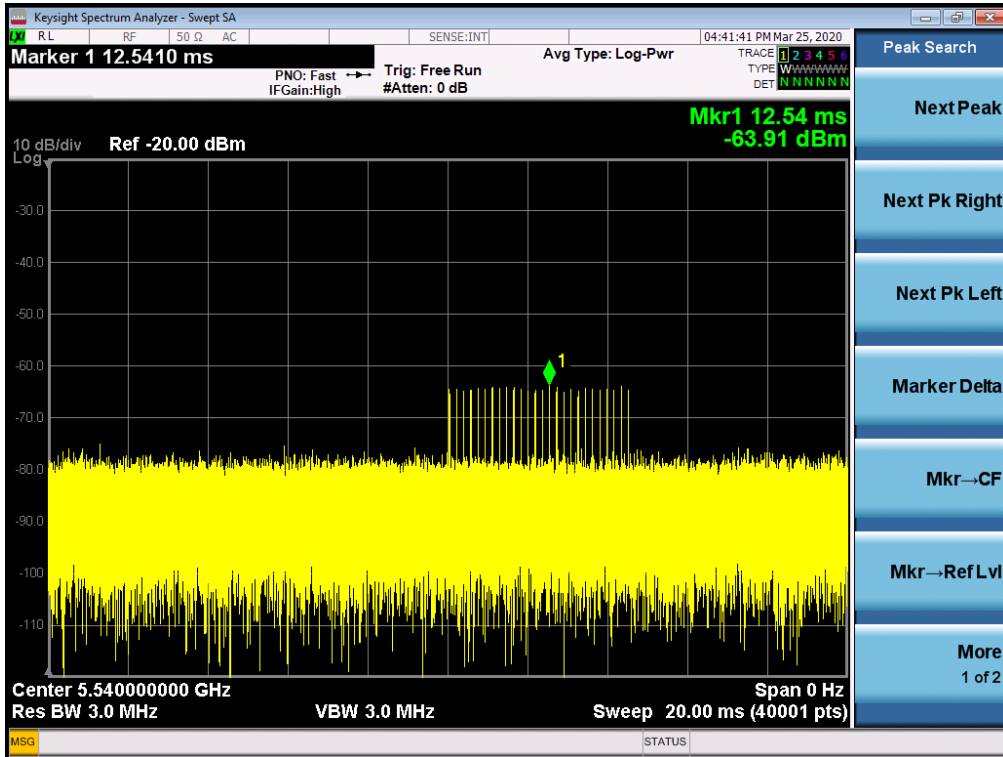 Keysight Spectrum Analyzer - Swept SA
LXI RL RF 50 Ω AC SENSE:INT 04:41:41 PM Mar 25, 2020
Marker 1 12.5410 ms
PNO: Fast
IFGain:High
Trig: Free Run
#Atten: 0 dB
Avg Type: Log-Pwr
TRACE 1 2 3 4 5 6
TYPE WWWWWW
DET N N N N N N
Mkr1 12.54 ms
-63.91 dBm
10 dB/div Ref -20.00 dBm
Log
-30.0
-40.0
-50.0
-60.0
1
-70.0
-80.0
-90.0
-100
-110
Center 5.540000000 GHz Span 0 Hz
Res BW 3.0 MHz VBW 3.0 MHz Sweep 20.00 ms (40001 pts)
MSG STATUS
Peak Search
Next Peak
Next Pk Right
Next Pk Left
Marker Delta
Mkr→CF
Mkr→Ref Lvl
More
1 of 2